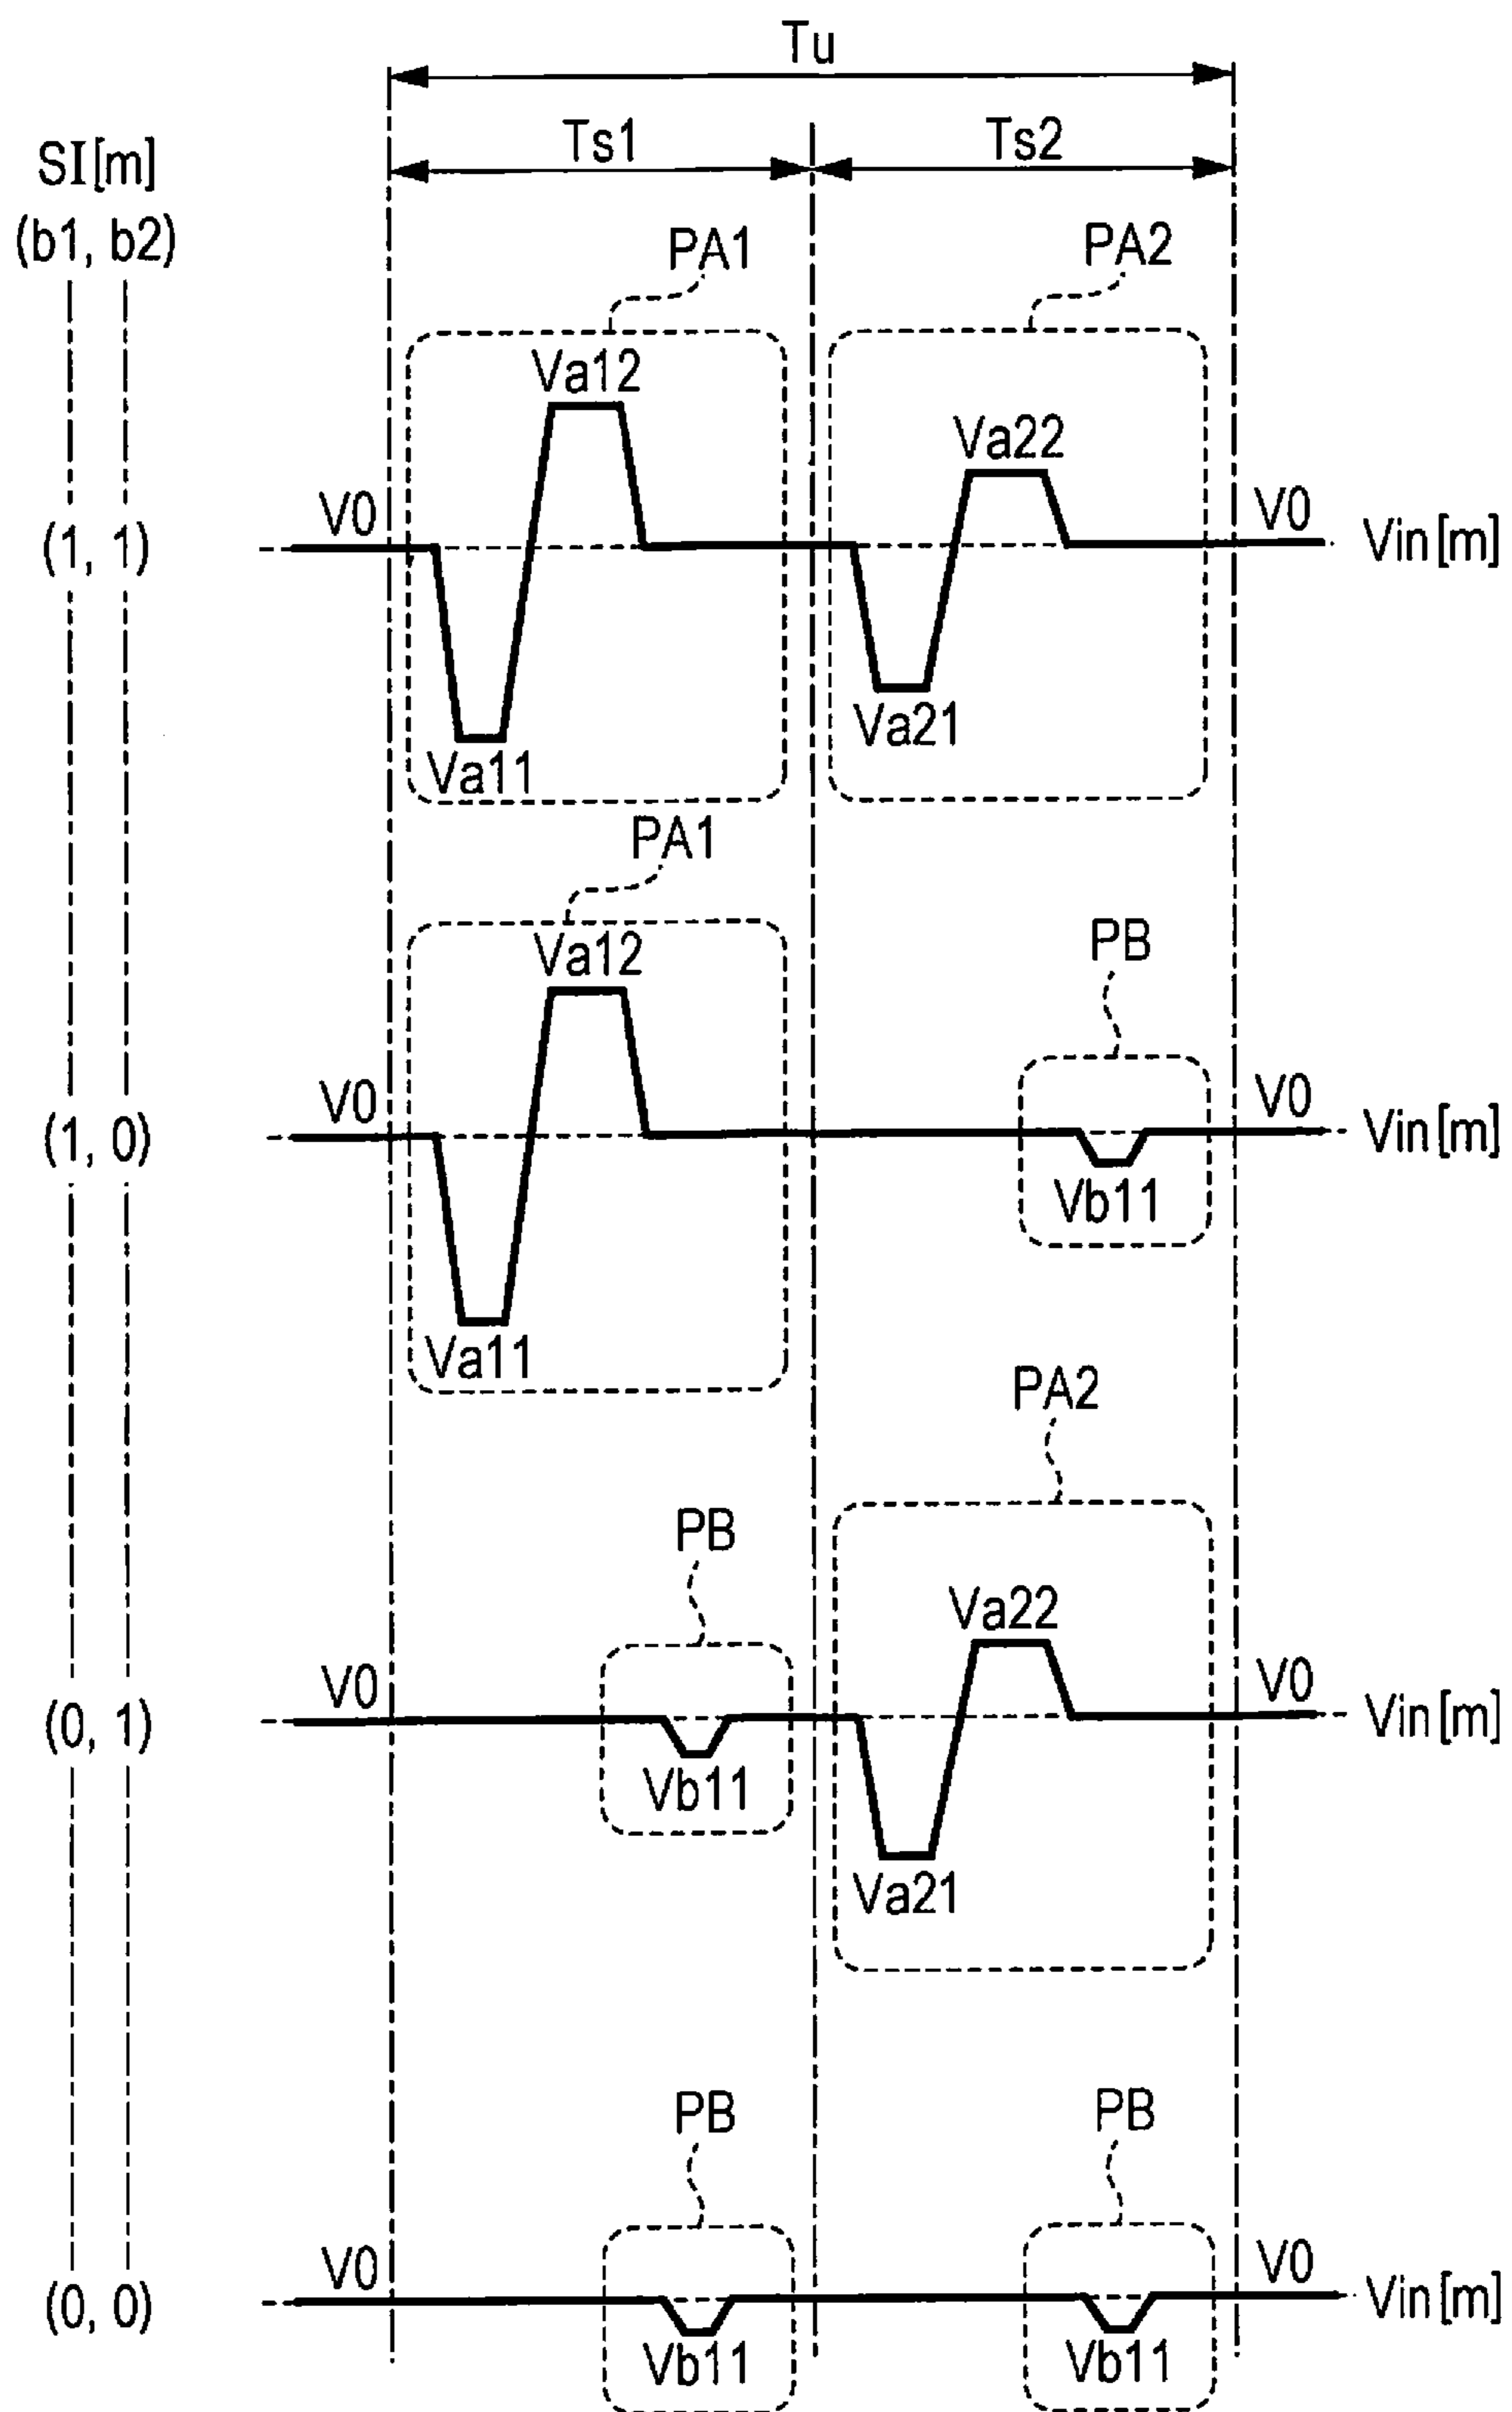 Tu
Ts1 Ts2
SI[m]
(b1, b2)
PA1 PA2
Va12
Va22
V0 V0
(1, 1) Vin[m]
Va21
Va11
PA1
Va12
PB
V0 V0
(1, 0) Vin[m]
Vb11
Va11
PA2
PB
Va22
V0 V0
(0, 1) Vin[m]
Vb11
Va21
PB PB
V0 V0
(0, 0) Vin[m]
Vb11 Vb11